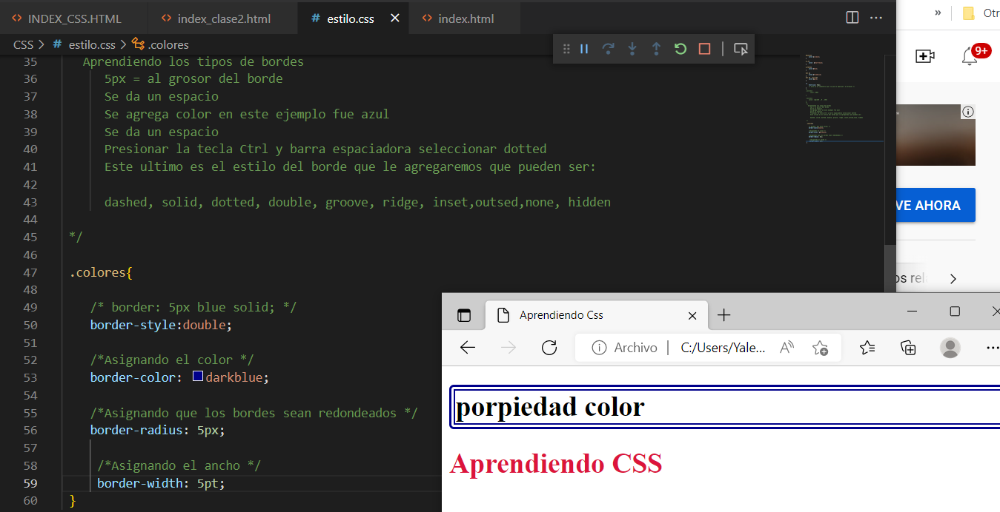 INDEX_CSS.HTML index_clase2.html # estilo.css index.html
» Otr
CSS > # estilo.css > .colores
9+
35 Aprendiendo los tipos de bordes
36 5px = al grosor del borde
37 Se da un espacio
38 Se agrega color en este ejemplo fue azul
39 Se da un espacio
40 Presionar la tecla Ctrl y barra espaciadora seleccionar dotted
41 Este ultimo es el estilo del borde que le agregaremos que pueden ser:
42
43 dashed, solid, dotted, double, groove, ridge, inset,outsed,none, hidden
44
45 */
46
47 .colores{
48
49 /* border: 5px blue solid; */
50 border-style:double;
51
52 /*Asignando el color */
53 border-color: darkblue;
54
55 /*Asignando que los bordes sean redondeados */
56 border-radius: 5px;
57
58 /*Asignando el ancho */
59 border-width: 5pt;
60 }
VE AHORA
os rel
Aprendiendo Css
Archivo | C:/Users/Yale...
porpiedad color
Aprendiendo CSS